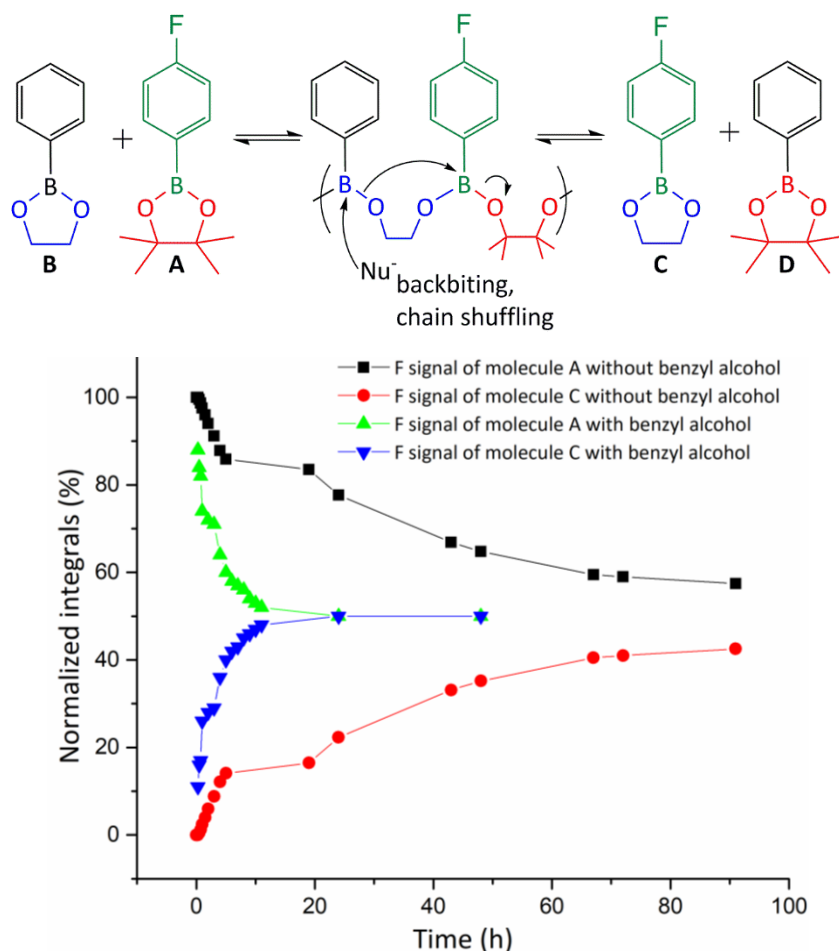 F
F
F
B
B
B
B
B
B
O
O
O
O
O
O
O
O
O
O
O
O
+
+
B
A
Nu-
backbiting,
chain shuffling
C
D
F signal of molecule A without benzyl alcohol
F signal of molecule C without benzyl alcohol
F signal of molecule A with benzyl alcohol
F signal of molecule C with benzyl alcohol
Normalized integrals (%)
100
80
60
40
20
0
0
20
40
60
80
100
Time (h)